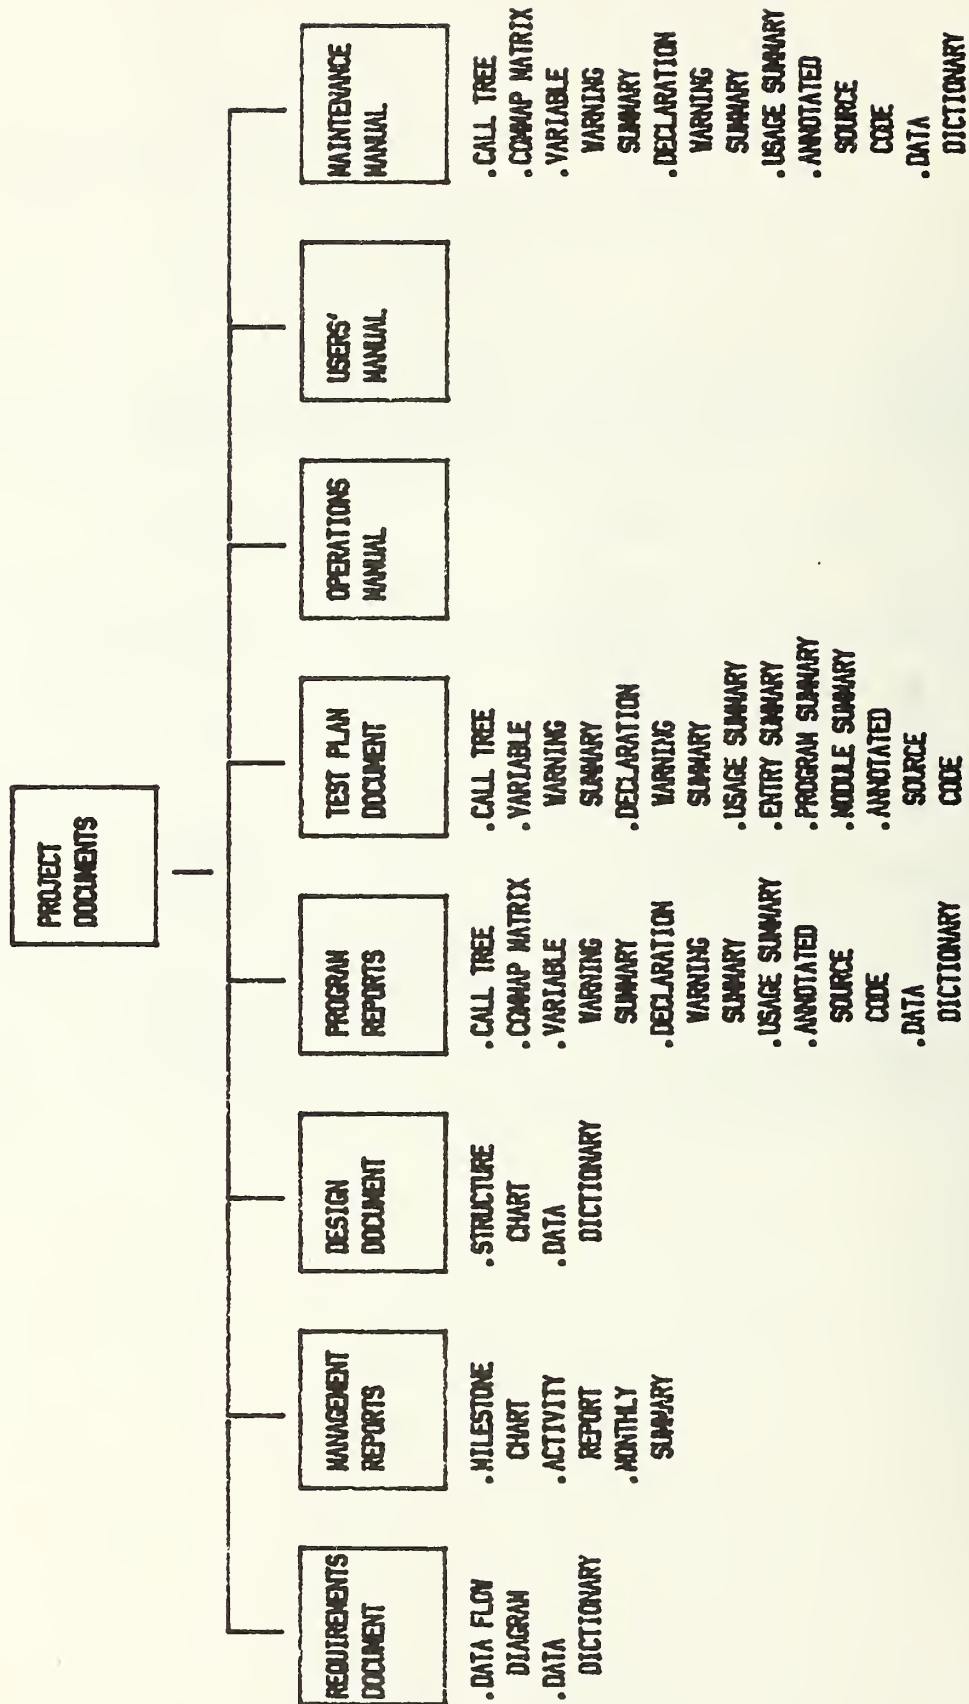 PROJECT
DOCUMENTS
REQUIREMENTS
DOCUMENT
.DATA FLOW
DIAGRAM
.DATA
DICTIONARY
MANAGEMENT
REPORTS
.MILESTONE
CHART
.ACTIVITY
REPORT
.MONTHLY
SUMMARY
DESIGN
DOCUMENT
.STRUCTURE
CHART
.DATA
DICTIONARY
PROGRAM
REPORTS
.CALL TREE
.COMMAP MATRIX
.VARIABLE
WARNING
SUMMARY
.DECLARATION
WARNING
SUMMARY
.USAGE SUMMARY
.ANNOTATED
SOURCE
CODE
.DATA
DICTIONARY
TEST PLAN
DOCUMENT
.CALL TREE
.VARIABLE
WARNING
SUMMARY
.DECLARATION
WARNING
SUMMARY
.USAGE SUMMARY
.ENTRY SUMMARY
.PROGRAM SUMMARY
.MODULE SUMMARY
.ANNOTATED
SOURCE
CODE
OPERATIONS
MANUAL
USERS'
MANUAL
MAINTENANCE
MANUAL
.CALL TREE
.COMMAP MATRIX
.VARIABLE
WARNING
SUMMARY
.DECLARATION
WARNING
SUMMARY
.USAGE SUMMARY
.ANNOTATED
SOURCE
CODE
.DATA
DICTIONARY